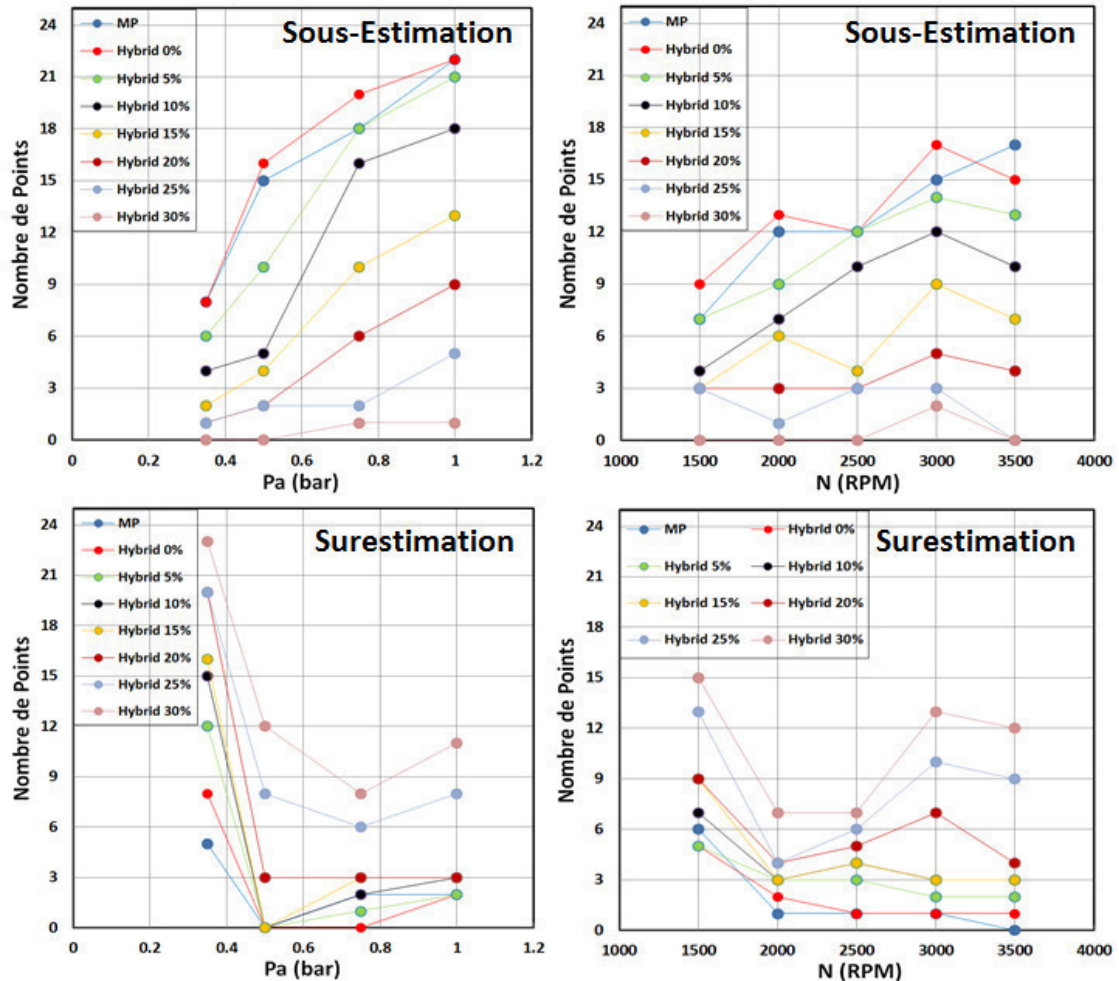 Sous-Estimation
MP
Hybrid 0%
Hybrid 5%
Hybrid 10%
Hybrid 15%
Hybrid 20%
Hybrid 25%
Hybrid 30%
Nombre de Points
24
21
18
15
12
9
6
3
0
0 0.2 0.4 0.6 0.8 1 1.2
Pa (bar)
Sous-Estimation
MP
Hybrid 0%
Hybrid 5%
Hybrid 10%
Hybrid 15%
Hybrid 20%
Hybrid 25%
Hybrid 30%
Nombre de Points
24
21
18
15
12
9
6
3
0
1000 1500 2000 2500 3000 3500 4000
N (RPM)
Surestimation
MP
Hybrid 0%
Hybrid 5%
Hybrid 10%
Hybrid 15%
Hybrid 20%
Hybrid 25%
Hybrid 30%
Nombre de Points
24
21
18
15
12
9
6
3
0
0 0.2 0.4 0.6 0.8 1 1.2
Pa (bar)
Surestimation
MP Hybrid 0%
Hybrid 5% Hybrid 10%
Hybrid 15% Hybrid 20%
Hybrid 25% Hybrid 30%
Nombre de Points
24
21
18
15
12
9
6
3
0
1000 1500 2000 2500 3000 3500 4000
N (RPM)